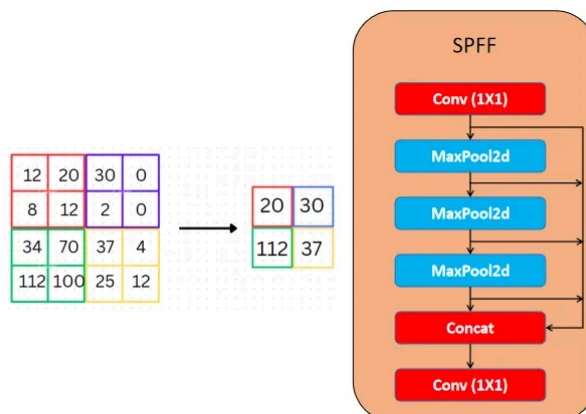 12 20 30 0
8 12 2 0
34 70 37 4
112 100 25 12
20 30
112 37
SPFF
Conv (1X1)
MaxPool2d
MaxPool2d
MaxPool2d
Concat
Conv (1X1)